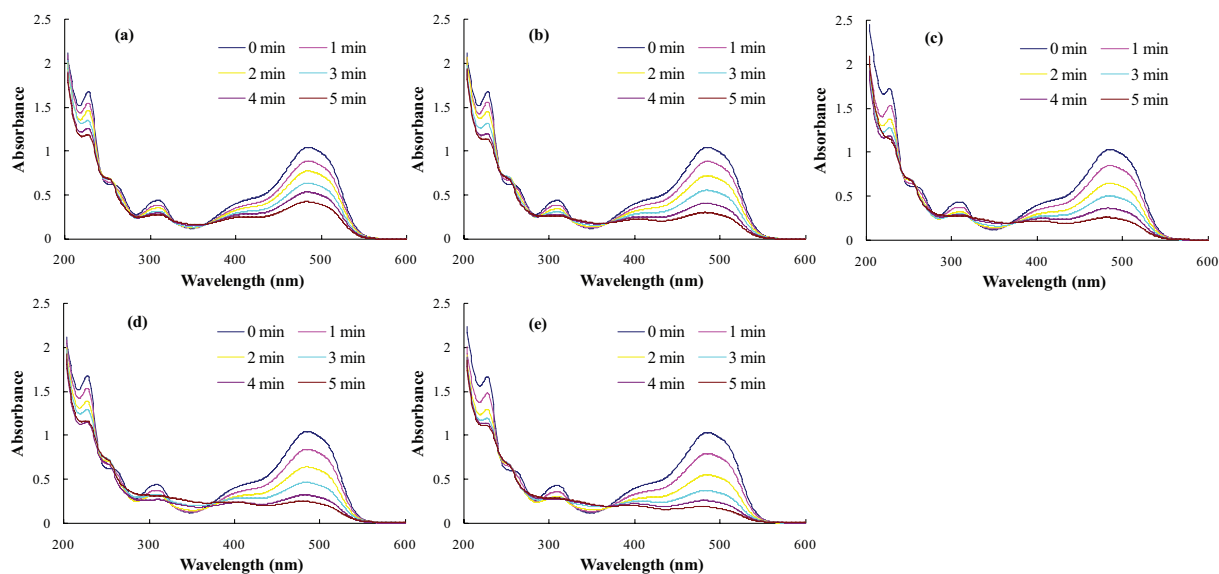 2.5
2
1.5
1
0.5
0
200 300 400 500 600
Absorbance
Wavelength (nm)
(a)
0 min 1 min
2 min 3 min
4 min 5 min
2.5
2
1.5
1
0.5
0
200 300 400 500 600
Absorbance
Wavelength (nm)
(b)
0 min 1 min
2 min 3 min
4 min 5 min
2.5
2
1.5
1
0.5
0
200 300 400 500 600
Absorbance
Wavelength (nm)
(c)
0 min 1 min
2 min 3 min
4 min 5 min
2.5
2
1.5
1
0.5
0
200 300 400 500 600
Absorbance
Wavelength (nm)
(d)
0 min 1 min
2 min 3 min
4 min 5 min
2.5
2
1.5
1
0.5
0
200 300 400 500 600
Absorbance
Wavelength (nm)
(e)
0 min 1 min
2 min 3 min
4 min 5 min